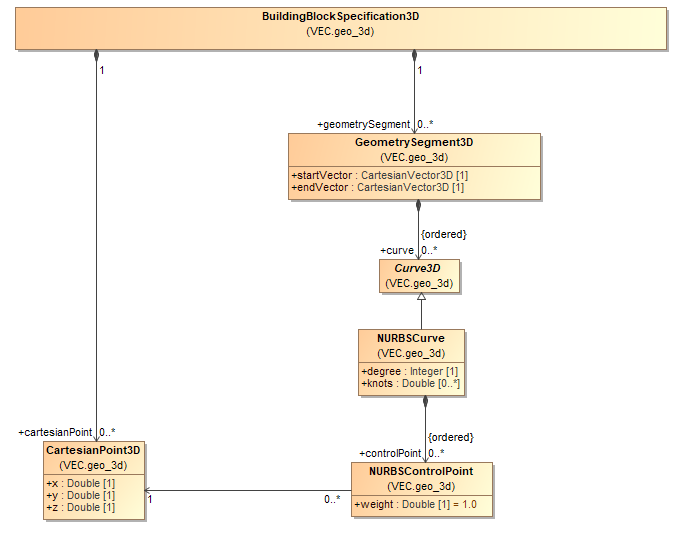 BuildingBlockSpecification3D
(VEC.geo_3d)
1
1
+geometrySegment 0..*
GeometrySegment3D
(VEC.geo_3d)
+startVector : CartesianVector3D [1]
+endVector : CartesianVector3D [1]
{ordered}
+curve 0..*
Curve3D
(VEC.geo_3d)
NURBSCurve
(VEC.geo_3d)
+degree : Integer [1]
+knots : Double [0..*]
{ordered}
+cartesianPoint 0..*
+controlPoint 0..*
CartesianPoint3D
(VEC.geo_3d)
+x : Double [1]
+y : Double [1]
+z : Double [1]
NURBSControlPoint
(VEC.geo_3d)
+weight : Double [1] = 1.0
1
0..*